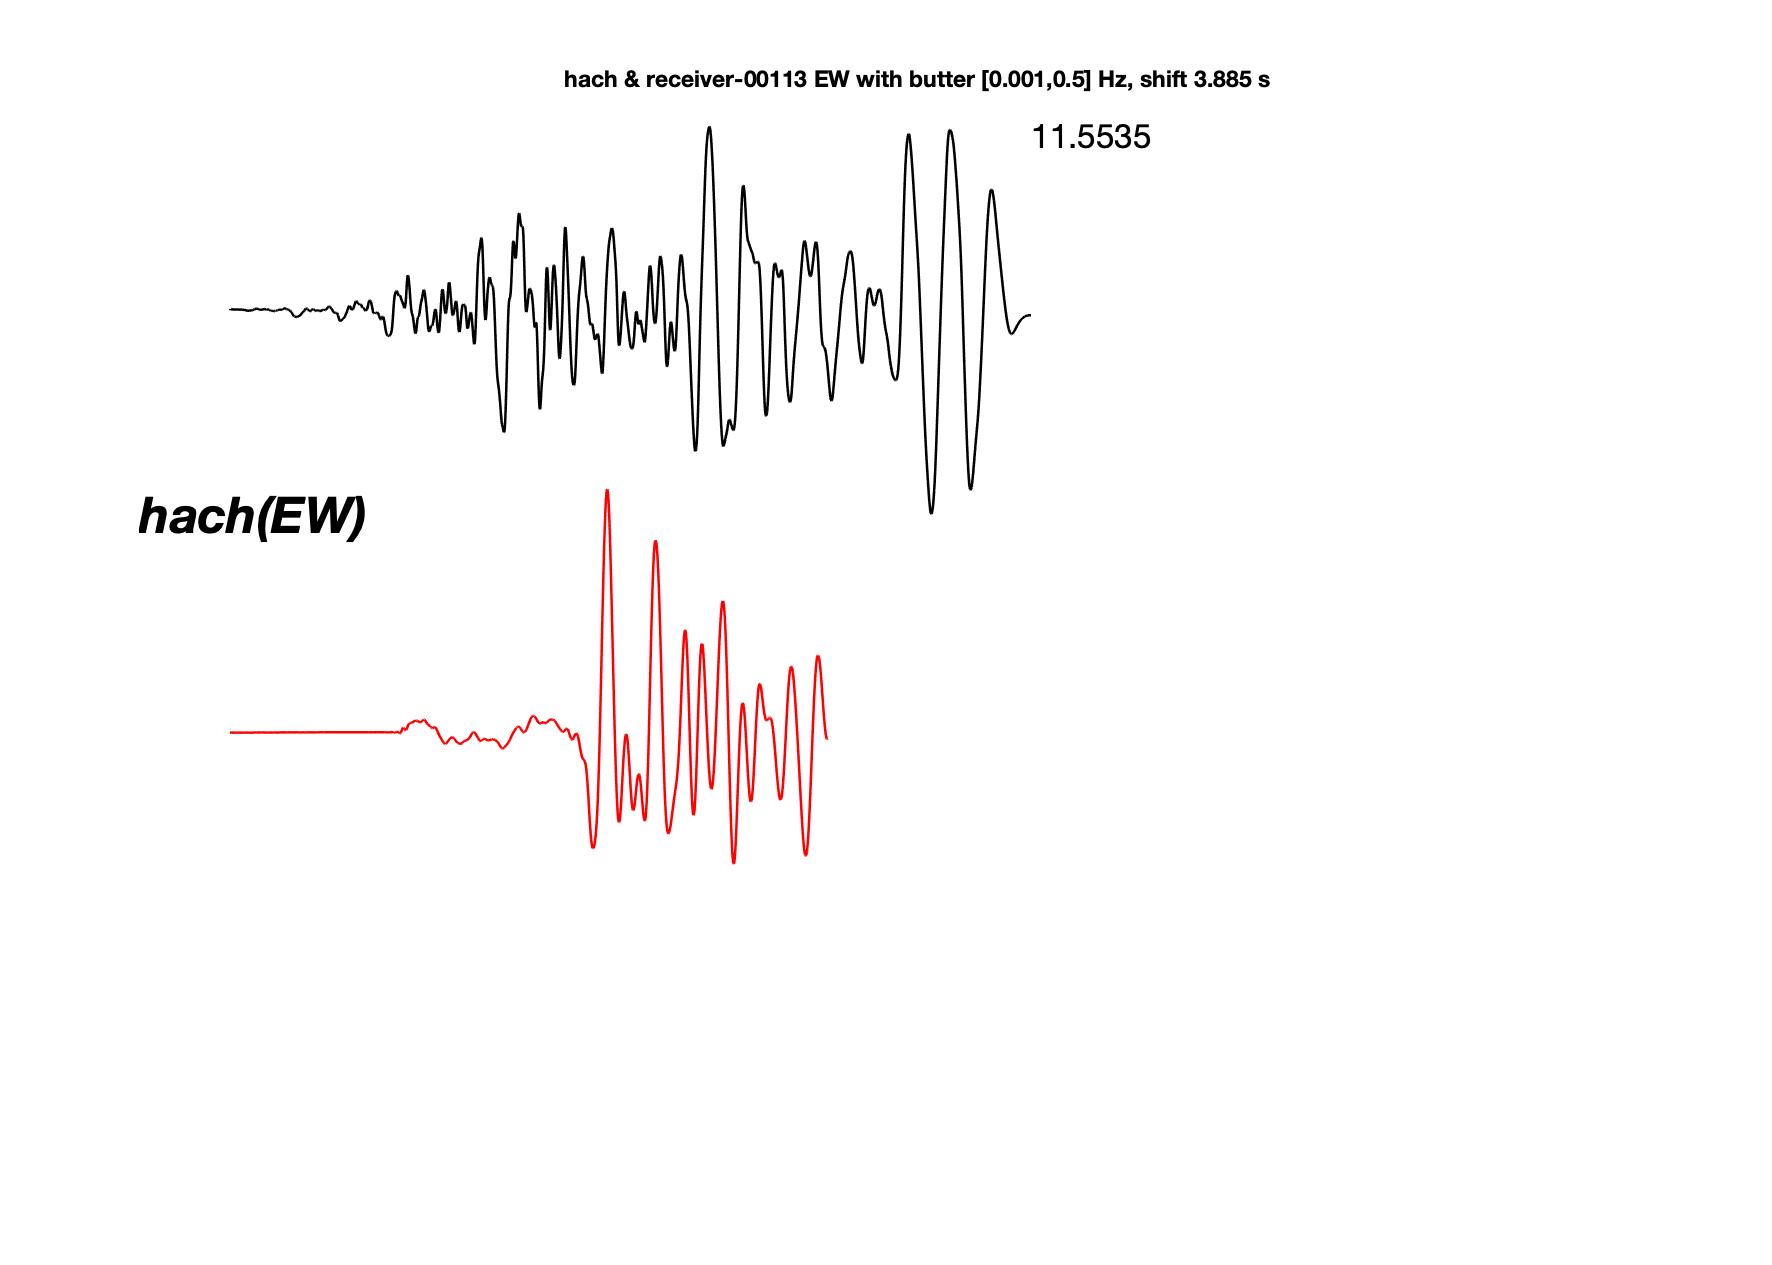 hach & receiver-00113 EW with butter [0.001,0.5] Hz, shift 3.885 s
11.5535
hach(EW)